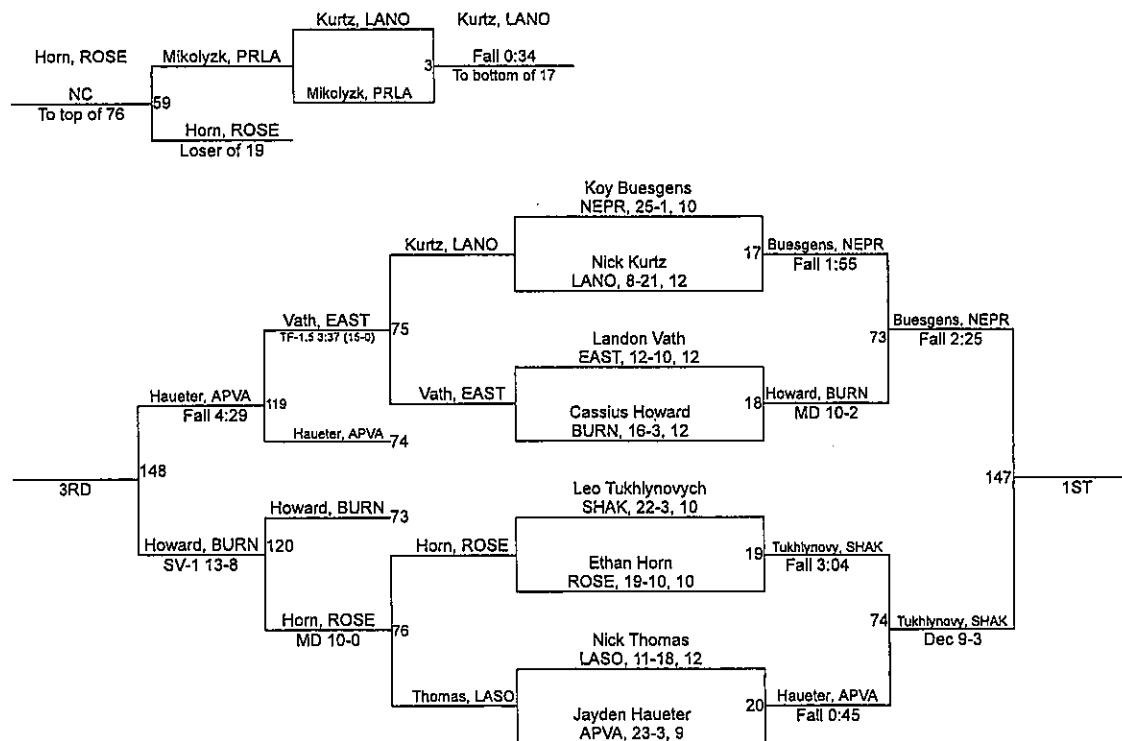 Kurtz, LANO
Kurtz, LANO
Horn, ROSE
Mikolyzk, PRLA
3
Fall 0:34
To bottom of 17
NC
To top of 76
59
Mikolyzk, PRLA
Horn, ROSE
Loser of 19
Koy Buesgens
NEPR, 25-1, 10
Kurtz, LANO
17
Buesgens, NEPR
Fall 1:55
Nick Kurtz
LANO, 8-21, 12
Vath, EAST
TF-1.5 3:37 (15-0)
75
Buesgens, NEPR
Fall 2:25
73
Landon Vath
EAST, 12-10, 12
Haueter, APVA
Fall 4:29
119
Vath, EAST
18
Howard, BURN
MD 10-2
Cassius Howard
BURN, 16-3, 12
Haueter, APVA
74
148
3RD
147
1ST
Leo Tukhlynovych
SHAK, 22-3, 10
Howard, BURN
73
Howard, BURN
SV-1 13-8
120
Horn, ROSE
19
Tukhlynovy, SHAK
Fall 3:04
Ethan Horn
ROSE, 19-10, 10
Horn, ROSE
MD 10-0
76
74
Tukhlynovy, SHAK
Dec 9-3
Nick Thomas
LASO, 11-18, 12
Thomas, LASO
20
Haueter, APVA
Fall 0:45
Jayden Haueter
APVA, 23-3, 9